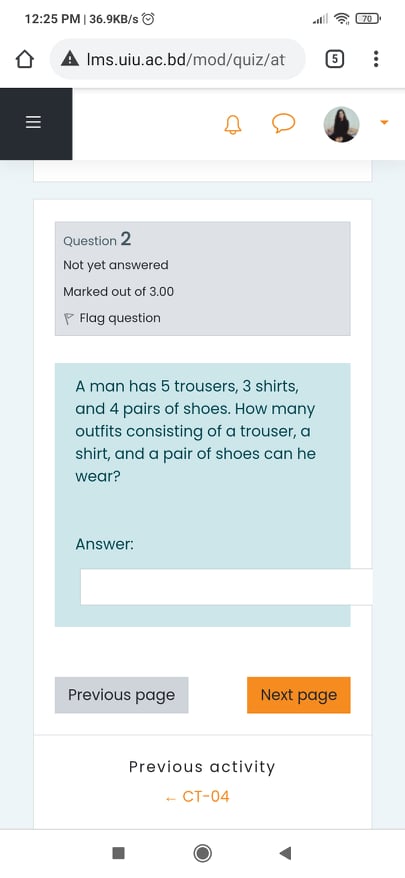 12:25 PM | 36.9KB/s
70
lms.uiu.ac.bd/mod/quiz/at
5
Question 2
Not yet answered
Marked out of 3.00
Flag question
A man has 5 trousers, 3 shirts,
and 4 pairs of shoes. How many
outfits consisting of a trouser, a
shirt, and a pair of shoes can he
wear?
Answer:
Previous page
Next page
Previous activity
← CT-04